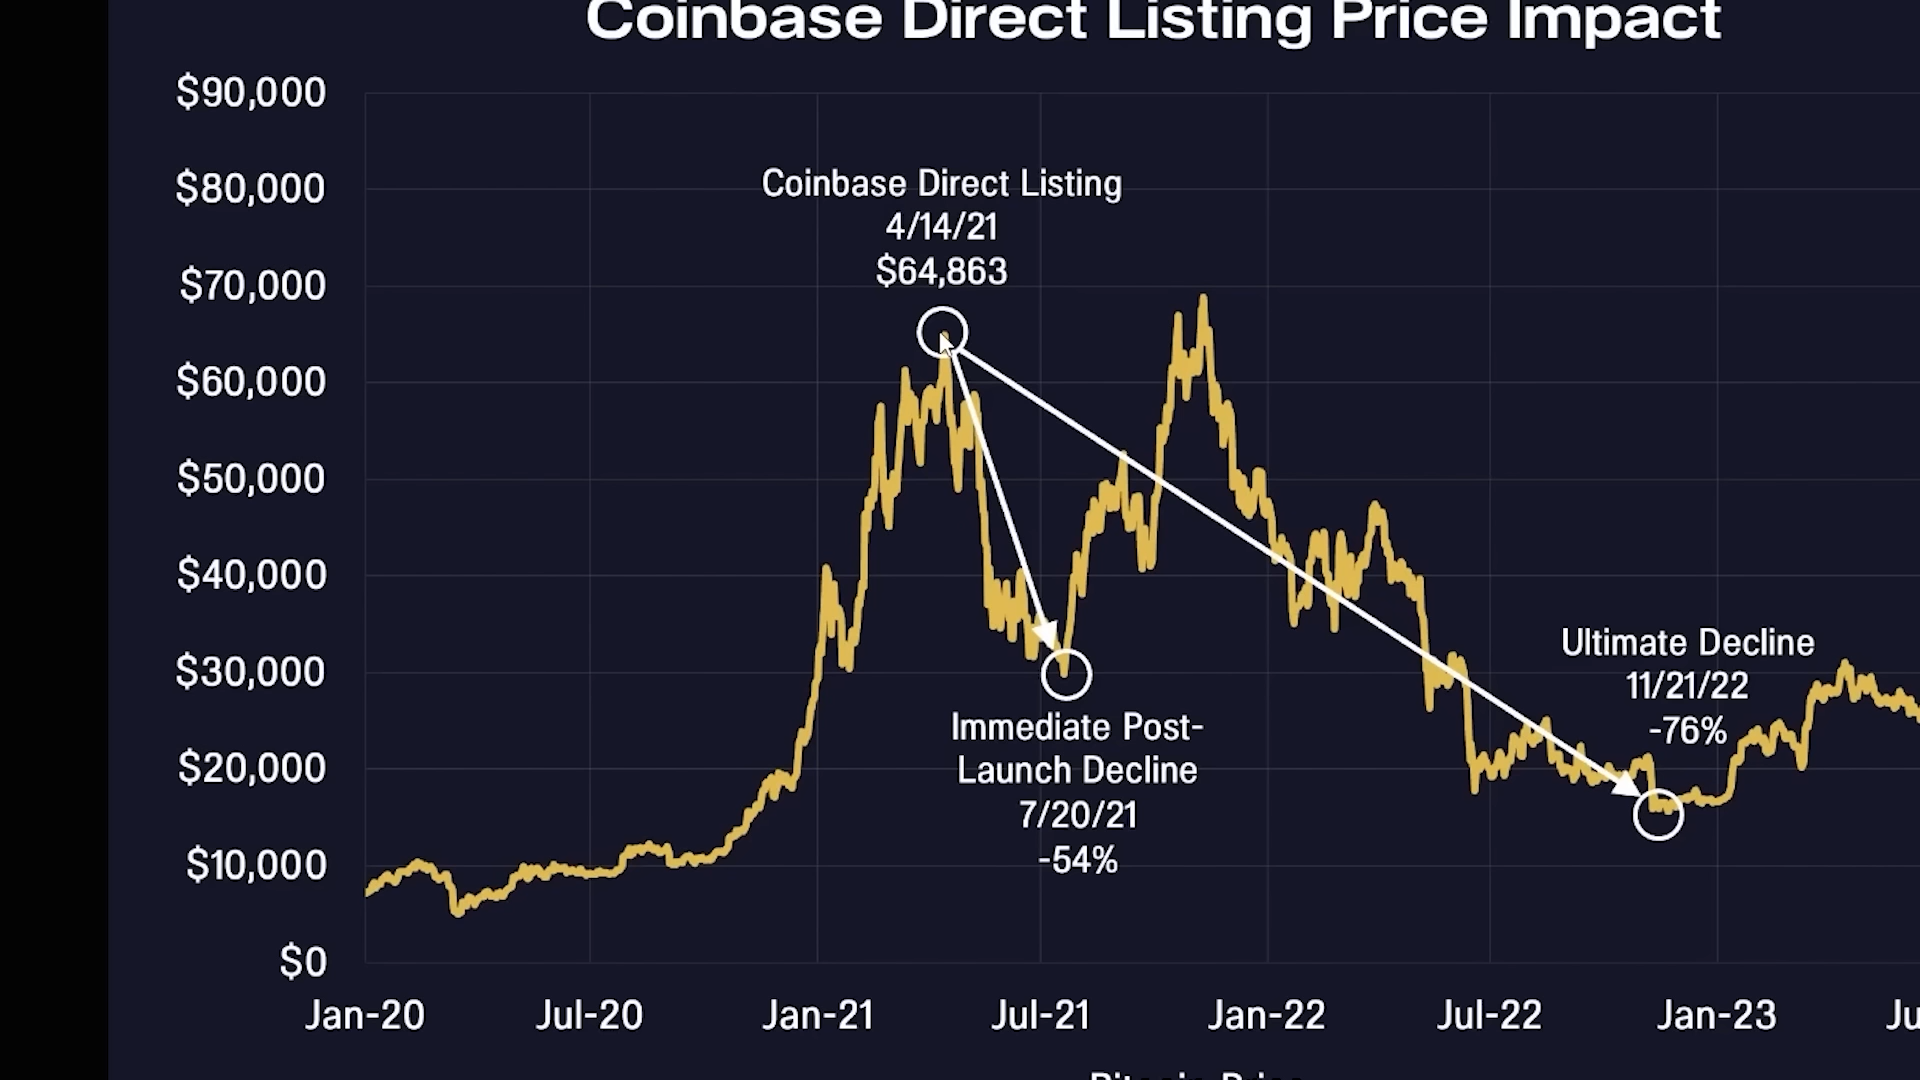 Coinbase Direct Listing Price Impact
$90,000
$80,000
$70,000
$60,000
$50,000
$40,000
$30,000
$20,000
$10,000
$0
Coinbase Direct Listing
4/14/21
$64,863
Immediate Post-
Launch Decline
7/20/21
-54%
Ultimate Decline
11/21/22
-76%
Jan-20 Jul-20 Jan-21 Jul-21 Jan-22 Jul-22 Jan-23
Bitcoin Price